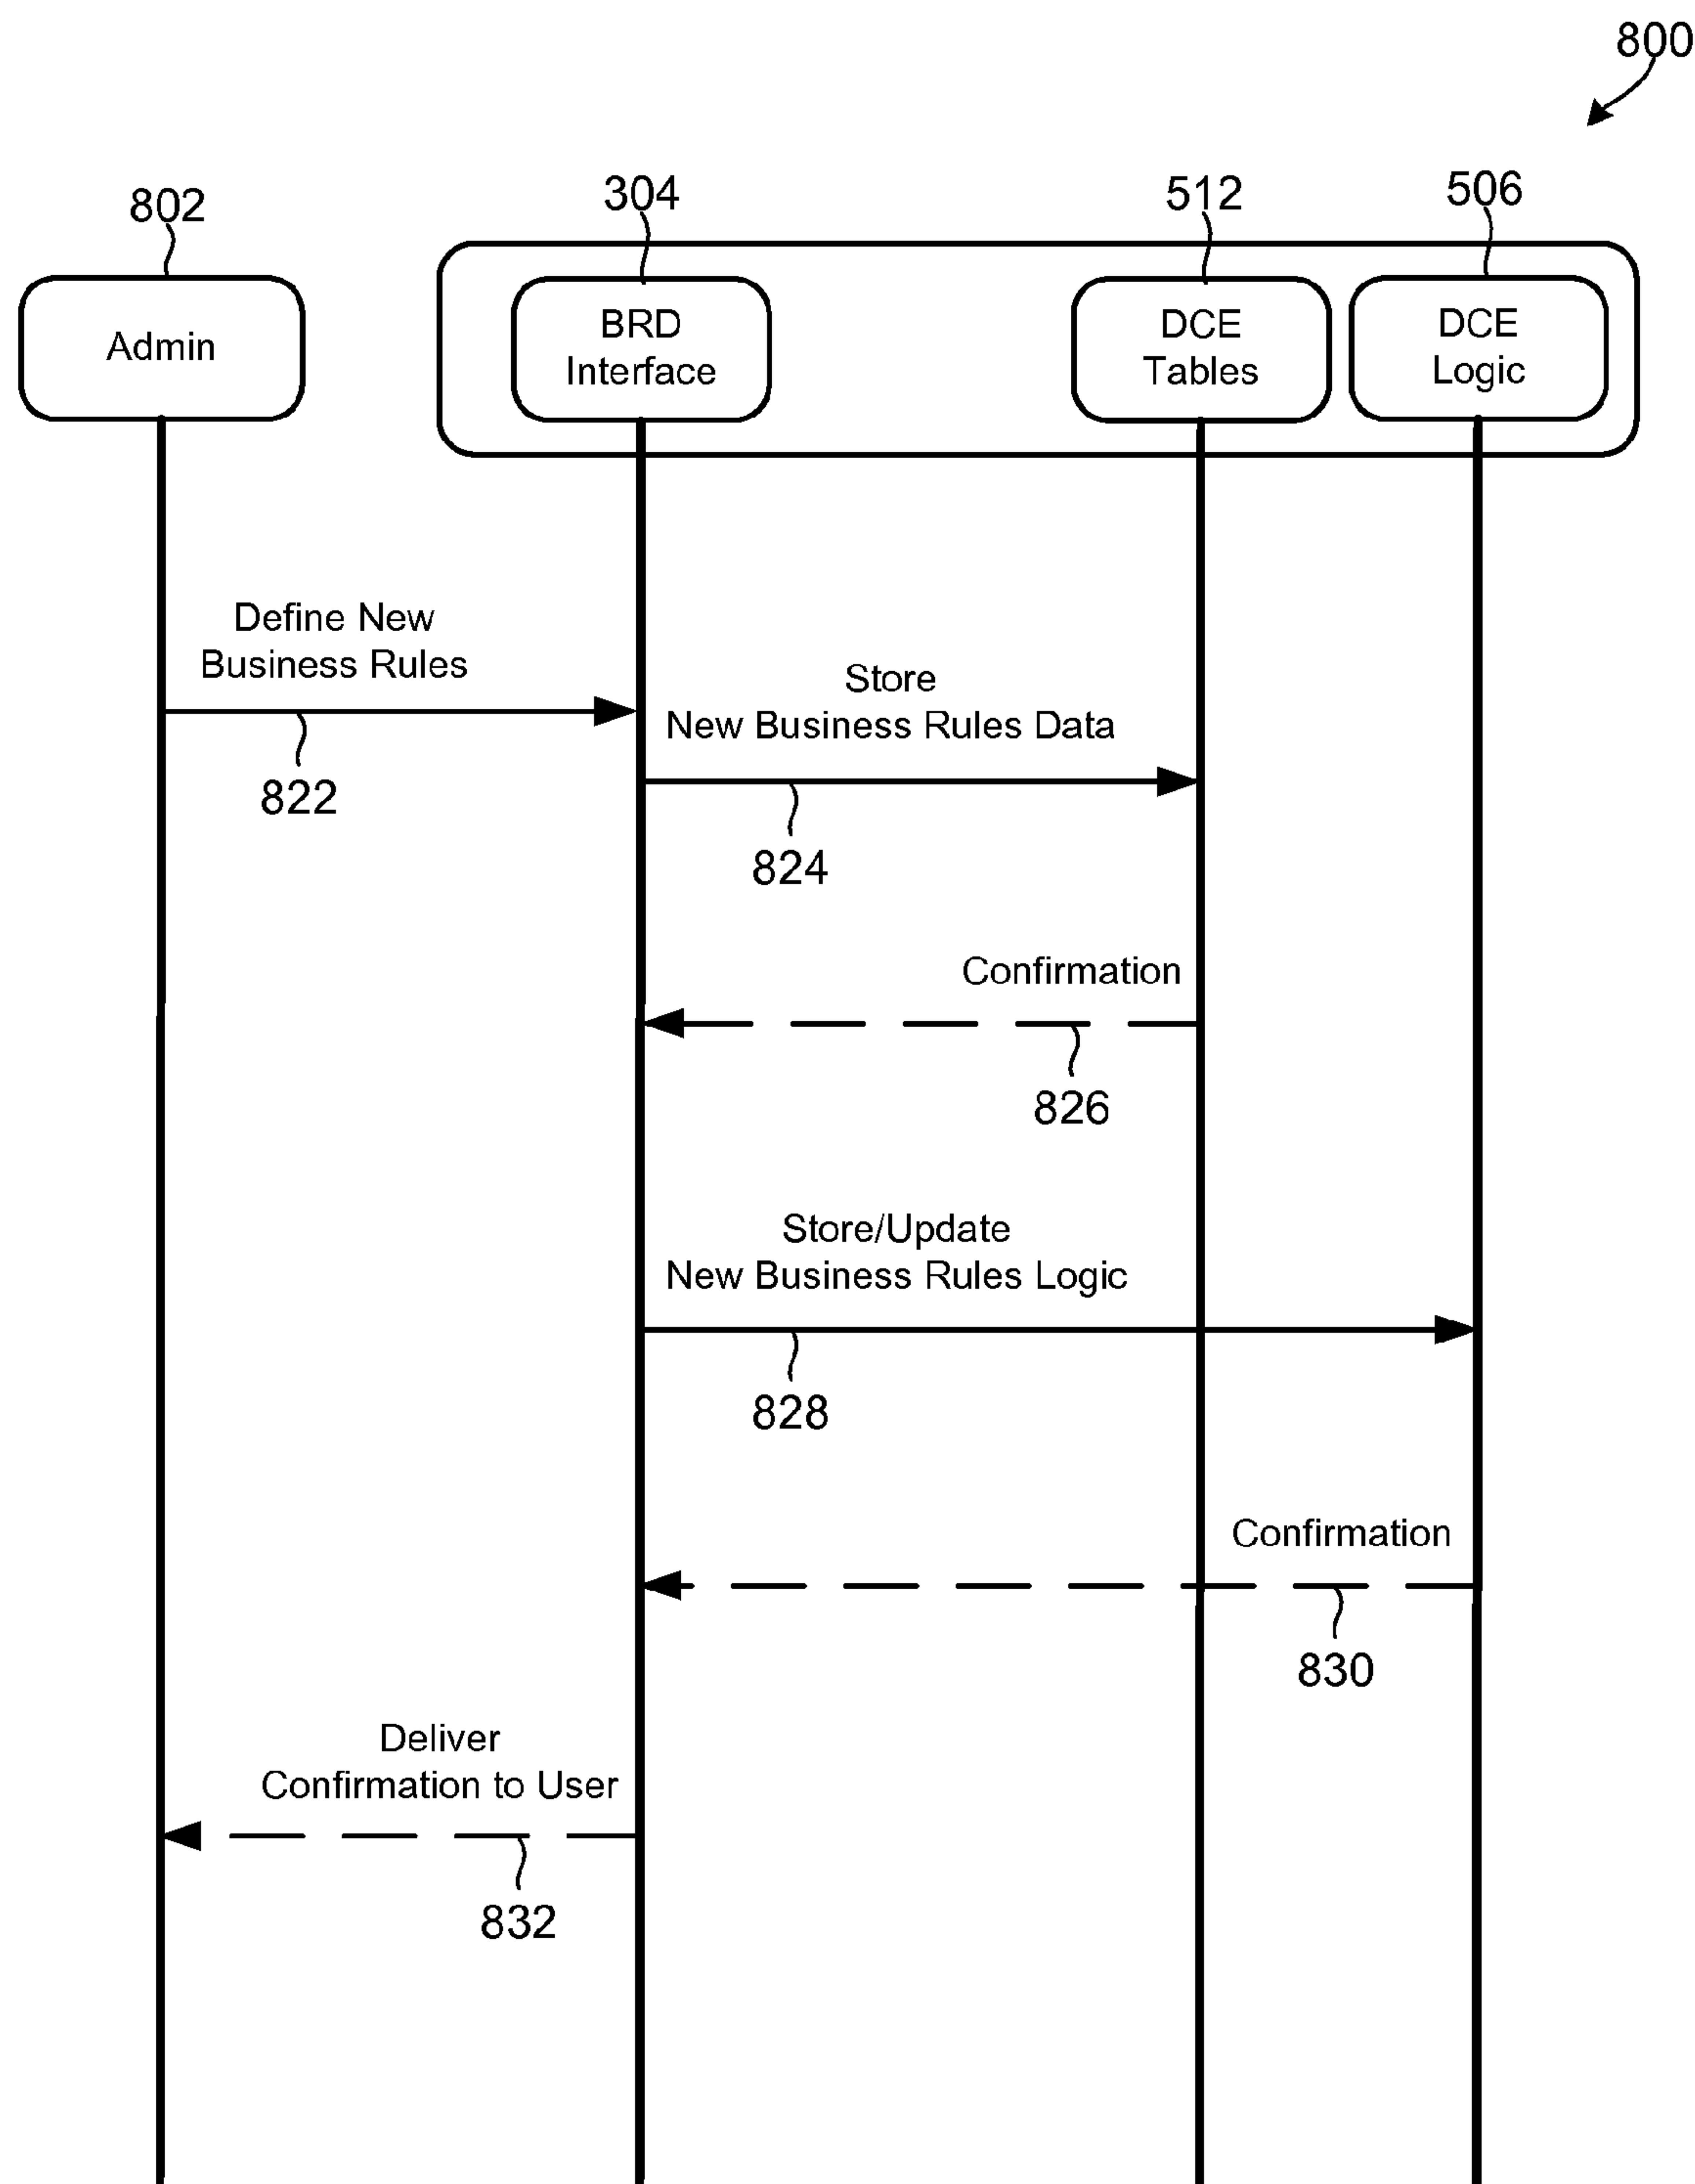 800
802
304
512
506
Admin
BRD
Interface
DCE
Tables
DCE
Logic
Define New
Business Rules
822
Store
New Business Rules Data
824
Confirmation
826
Store/Update
New Business Rules Logic
828
Confirmation
830
Deliver
Confirmation to User
832